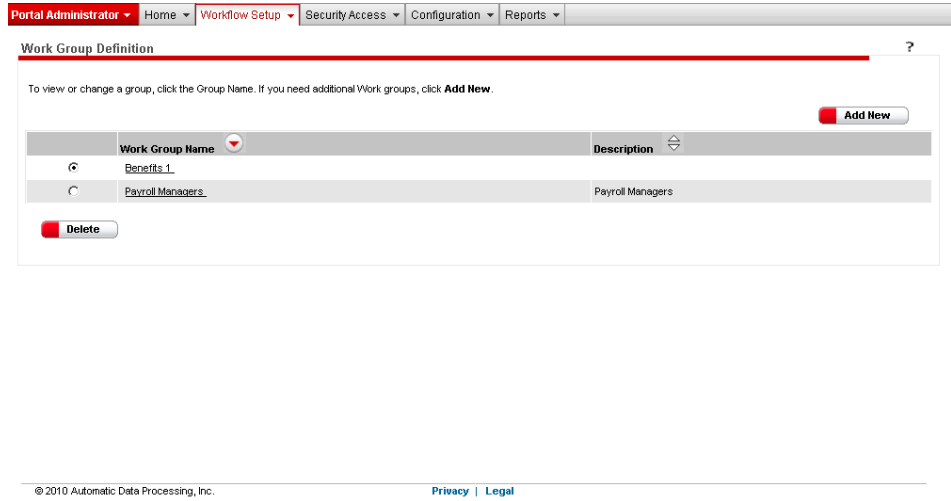 Portal Administrator Home Workflow Setup Security Access Configuration Reports
Work Group Definition ?
To view or change a group, click the Group Name. If you need additional Work groups, click Add New.
Add New
Work Group Name Description
Benefits 1
Payroll Managers Payroll Managers
Delete
© 2010 Automatic Data Processing, Inc. Privacy | Legal